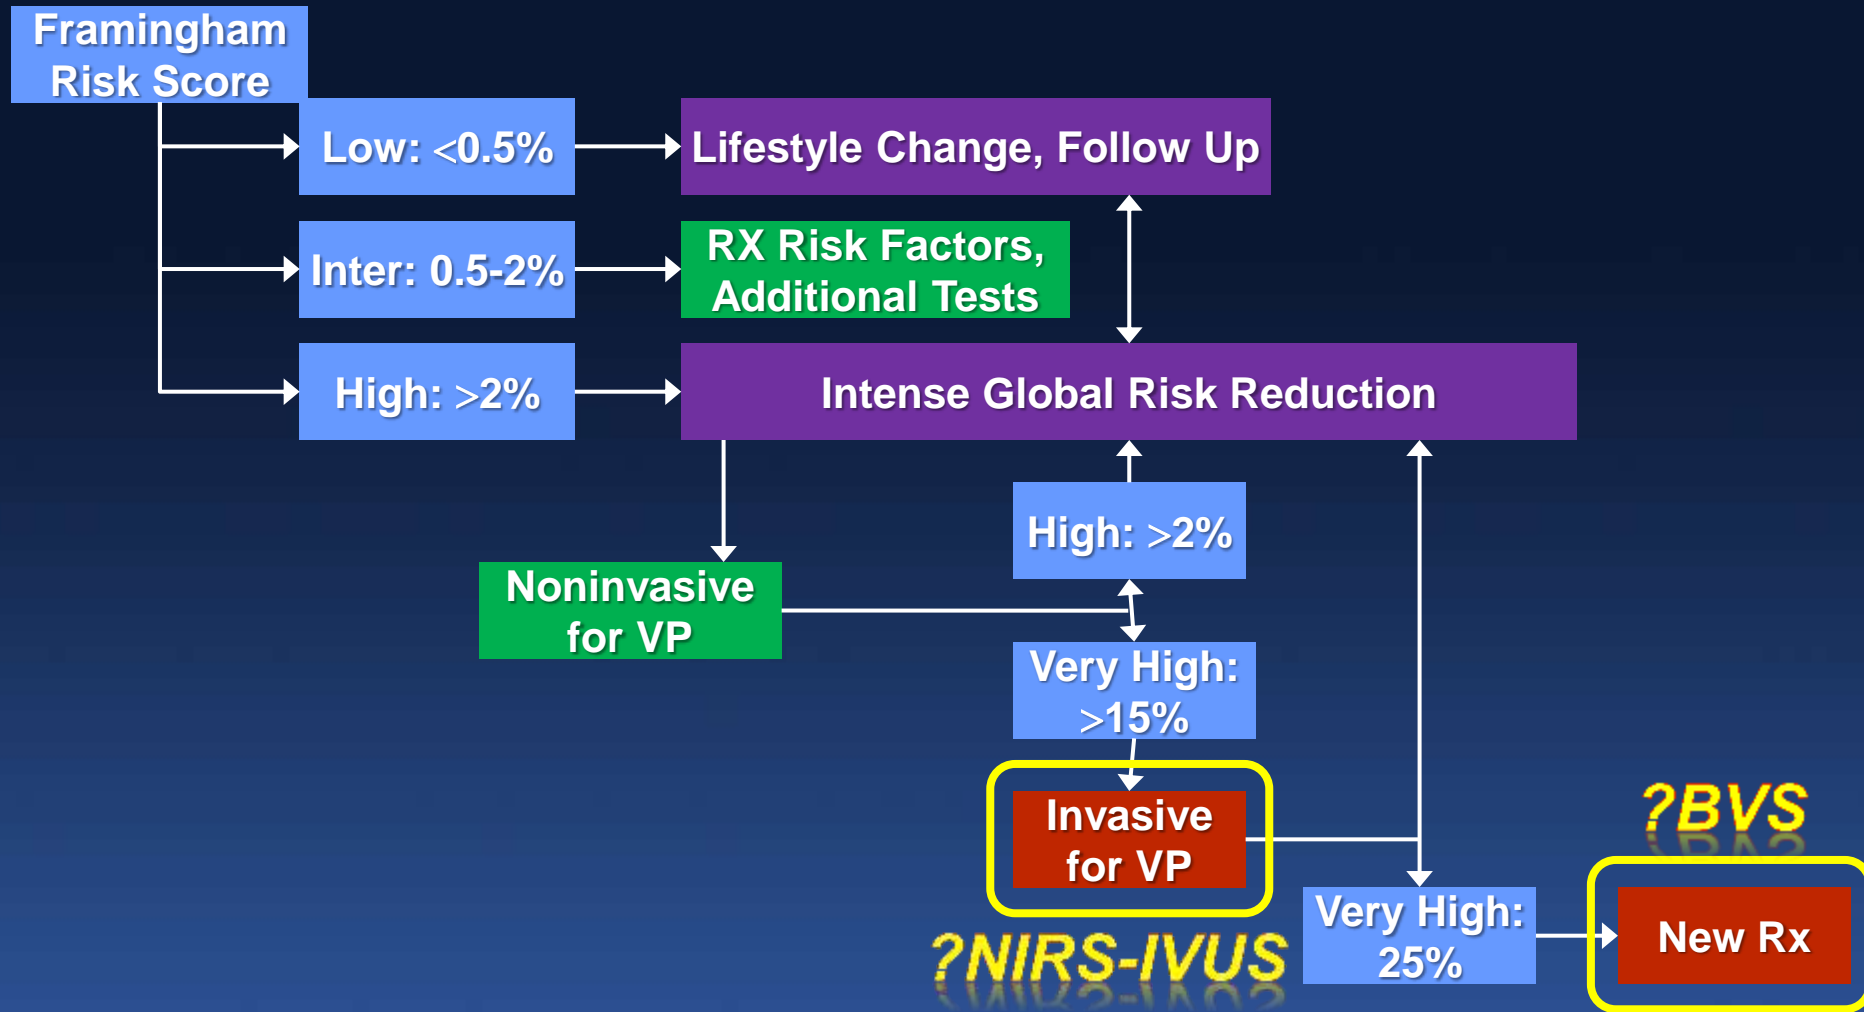 Framingham
Risk Score
Low: <0.5%
Lifestyle Change, Follow Up
Inter: 0.5-2%
RX Risk Factors,
Additional Tests
High: >2%
Intense Global Risk Reduction
High: >2%
Noninvasive
for VP
Very High:
>15%
Invasive
for VP
?NIRS-IVUS
Very High:
25%
?BVS
New Rx